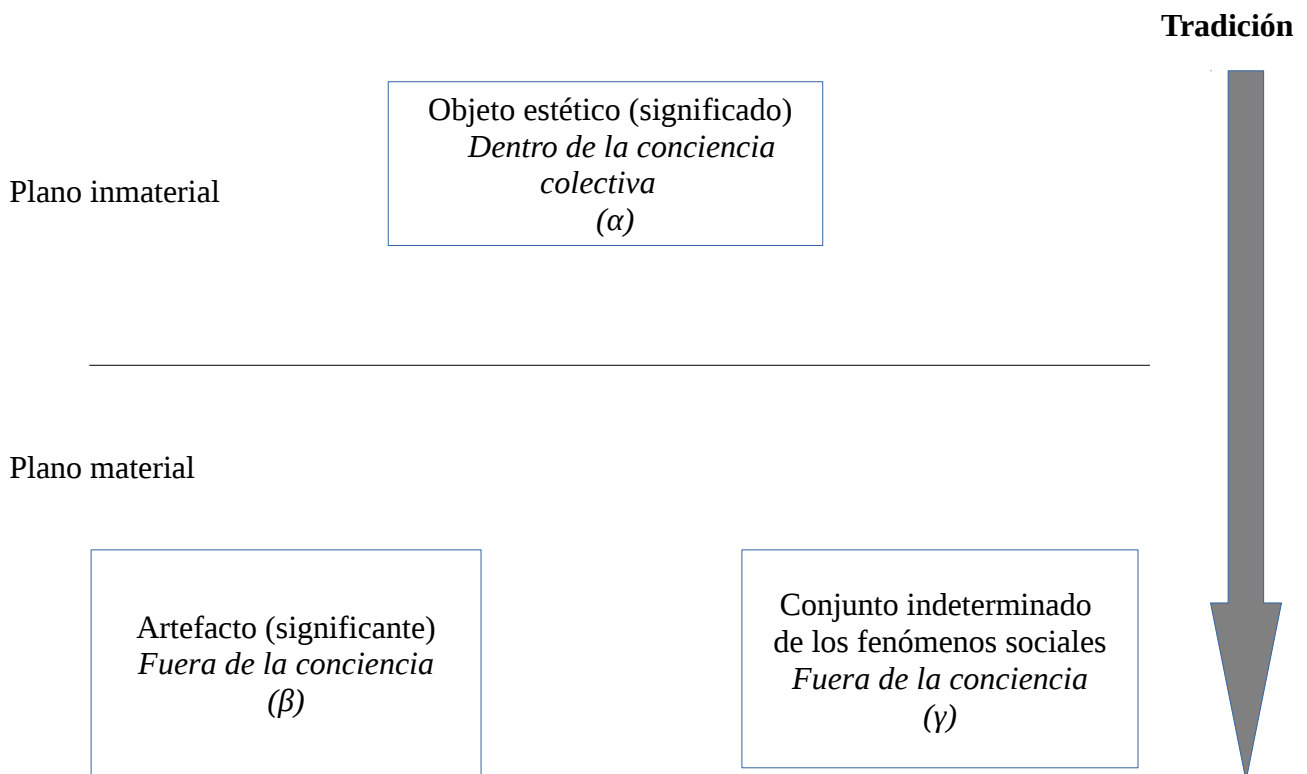 Tradición
Objeto estético (significado)
Dentro de la conciencia
colectiva
(α)
Plano inmaterial
Plano material
Artefacto (significante)
Fuera de la conciencia
(β)
Conjunto indeterminado
de los fenómenos sociales
Fuera de la conciencia
(γ)